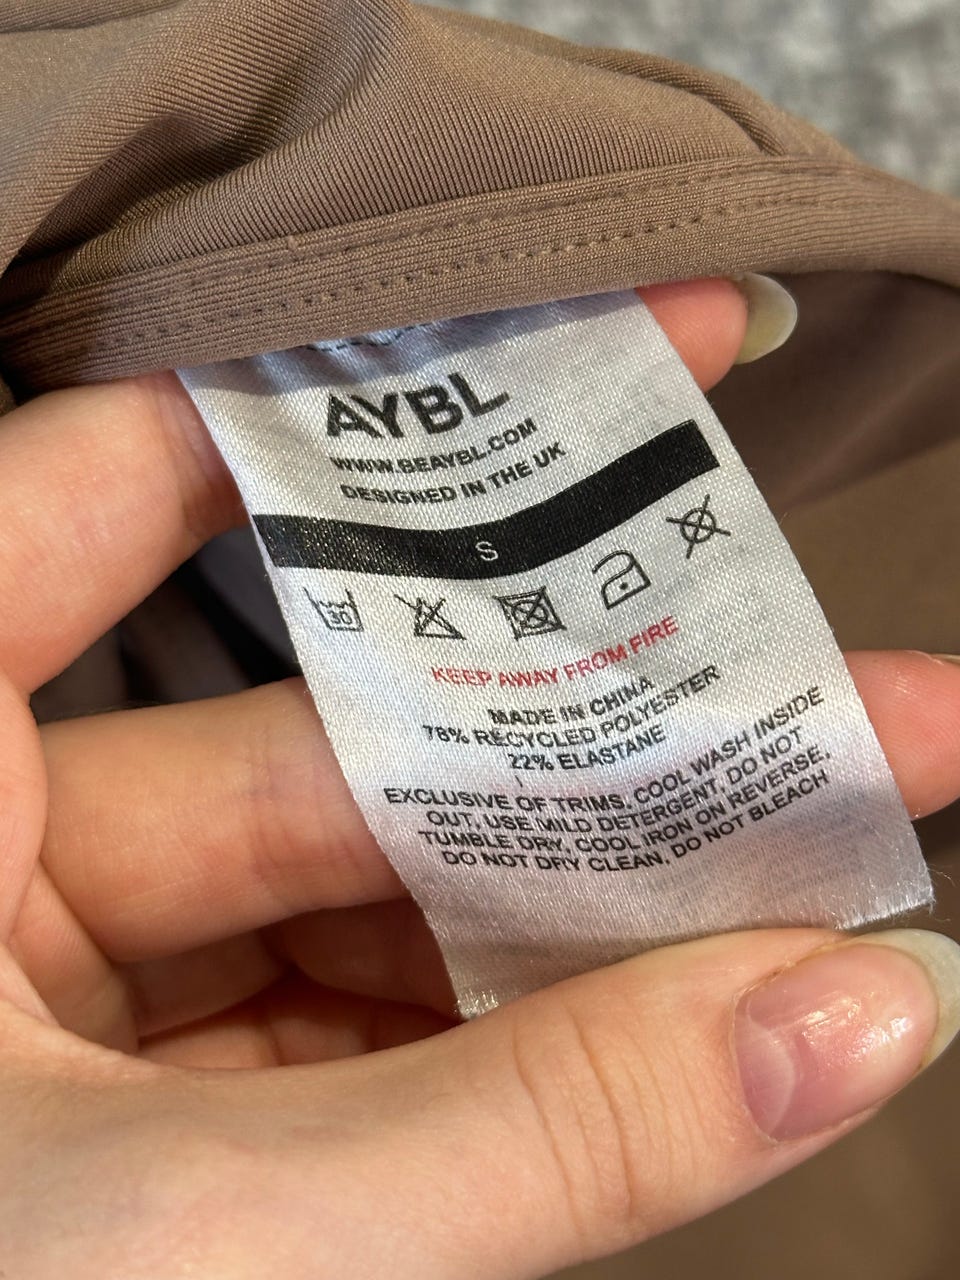 AYBL
WWW.BEAYBL.COM
DESIGNED IN THE UK
S
30
KEEP AWAY FROM FIRE
MADE IN CHINA
78% RECYCLED POLYESTER
22% ELASTANE
EXCLUSIVE OF TRIMS, COOL WASH INSIDE
OUT, USE MILD DETERGENT, DO NOT
TUMBLE DRY, COOL IRON ON REVERSE,
DO NOT DRY CLEAN, DO NOT BLEACH